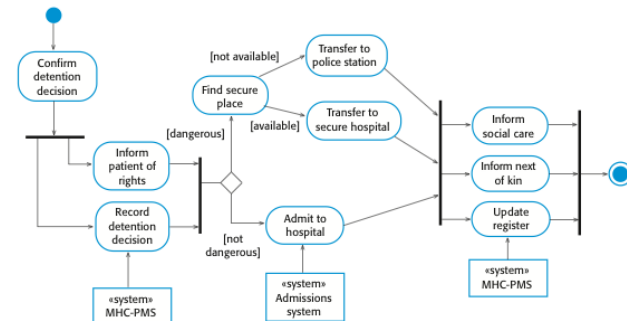 Confirm
detention
decision
Inform
patient of
rights
Record
detention
decision
«system»
MHC-PMS
[dangerous]
[not
dangerous]
Find secure
place
[not available]
[available]
Transfer to
police station
Transfer to
secure hospital
Admit to
hospital
«system»
Admissions
system
Inform
social care
Inform next
of kin
Update
register
«system»
MHC-PMS